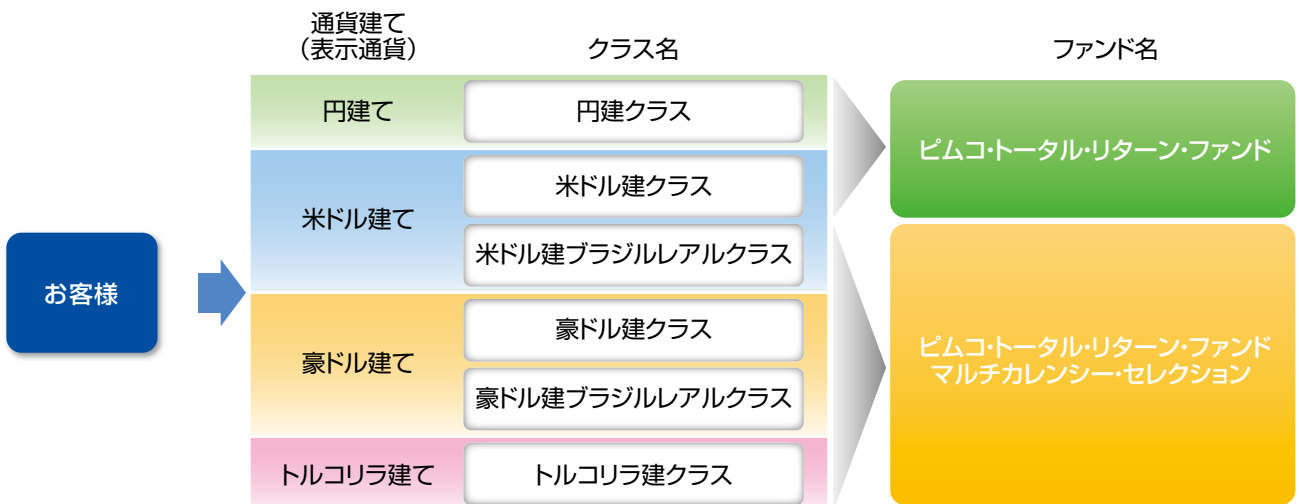 通貨建て
(表示通貨)
クラス名
ファンド名
お客様
円建て
円建クラス
米ドル建て
米ドル建クラス
米ドル建ブラジルレアルクラス
豪ドル建て
豪ドル建クラス
豪ドル建ブラジルレアルクラス
トルコリラ建て
トルコリラ建クラス
ピムコ・トータル・リターン・ファンド
ピムコ・トータル・リターン・ファンド
マルチカレンシー・セレクション